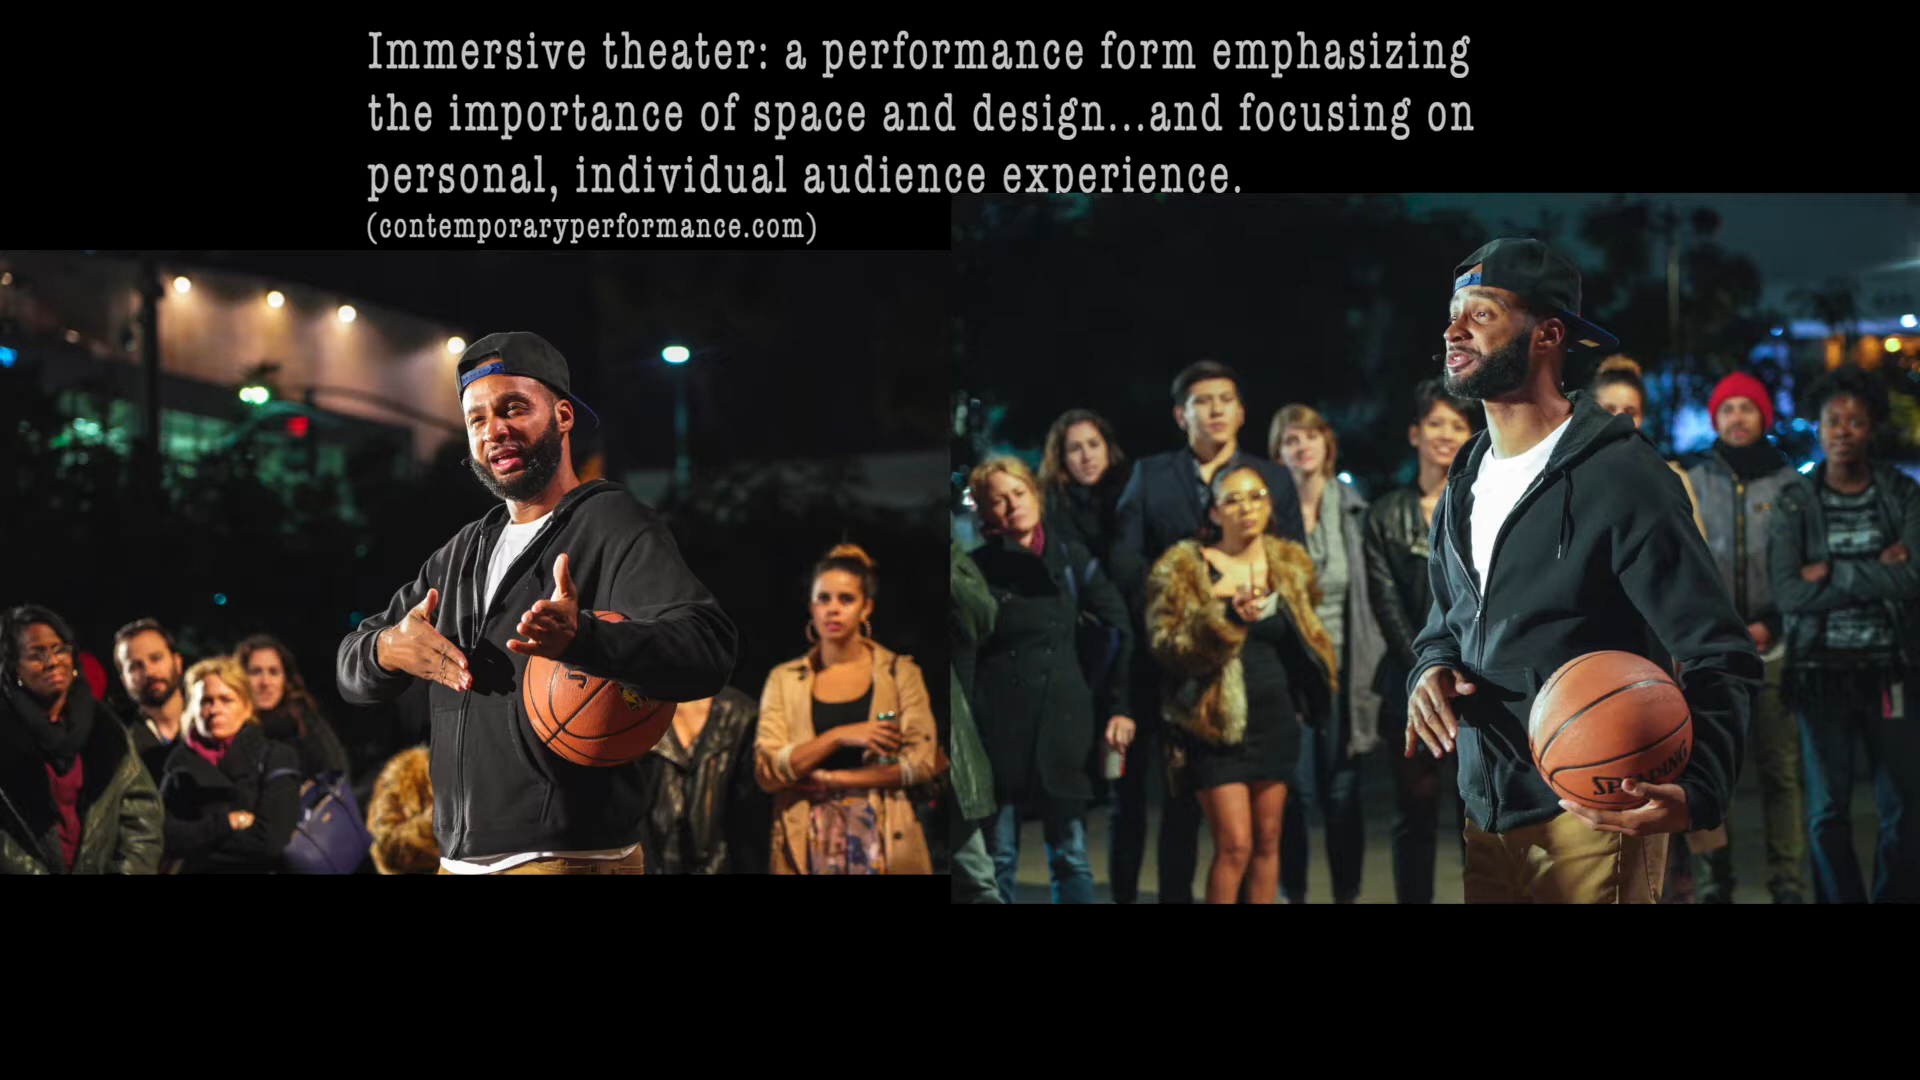 Immersive theater: a performance form emphasizing
the importance of space and design...and focusing on
personal, individual audience experience.
(contemporaryperformance.com)
SPALDING